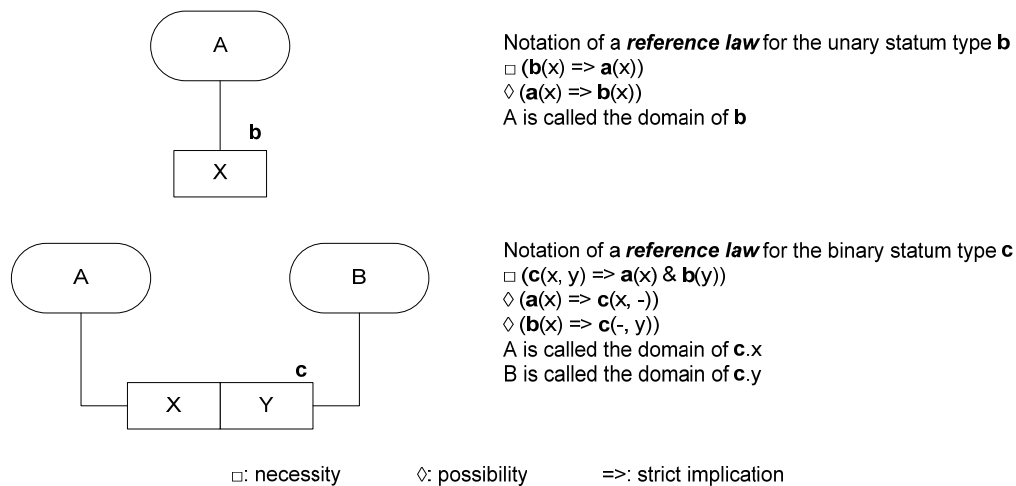 A
Notation of a reference law for the unary statum type b
□ (b(x) => a(x))
◊ (a(x) => b(x))
A is called the domain of b
b
X
A
B
Notation of a reference law for the binary statum type c
□ (c(x, y) => a(x) & b(y))
◊ (a(x) => c(x, -))
◊ (b(x) => c(-, y))
A is called the domain of c.x
B is called the domain of c.y
c
X Y
□: necessity ◊: possibility =>: strict implication